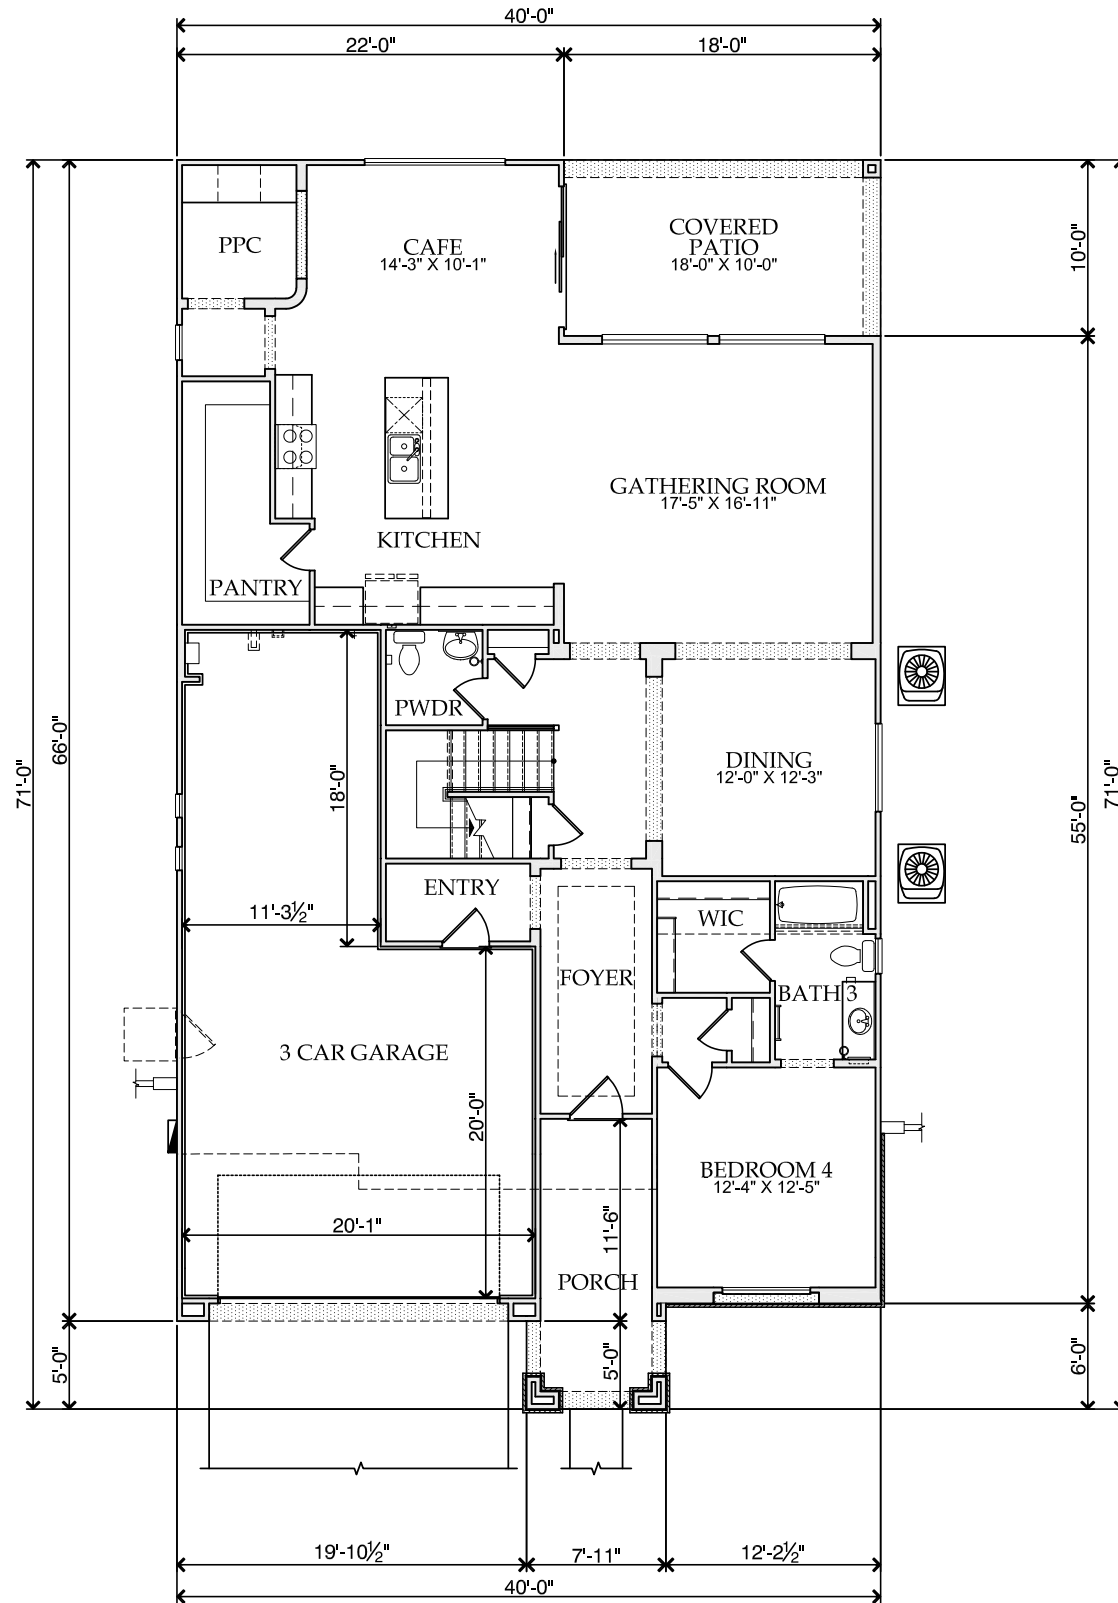 40'-0"
22'-0"
18'-0"
PPC
CAFE
14'-3" X 10'-1"
COVERED
PATIO
18'-0" X 10'-0"
10'-0"
GATHERING ROOM
17'-5" X 16'-11"
KITCHEN
PANTRY
PWDR
66'-0"
71'-0"
18'-0"
DINING
12'-0" X 12'-3"
55'-0"
71'-0"
ENTRY
11'-3½"
WIC
FOYER
BATH 3
3 CAR GARAGE
20'-0"
BEDROOM 4
12'-4" X 12'-5"
20'-1"
11'-6"
PORCH
5'-0"
5'-0"
6'-0"
19'-10½"
7'-11"
12'-2½"
40'-0"